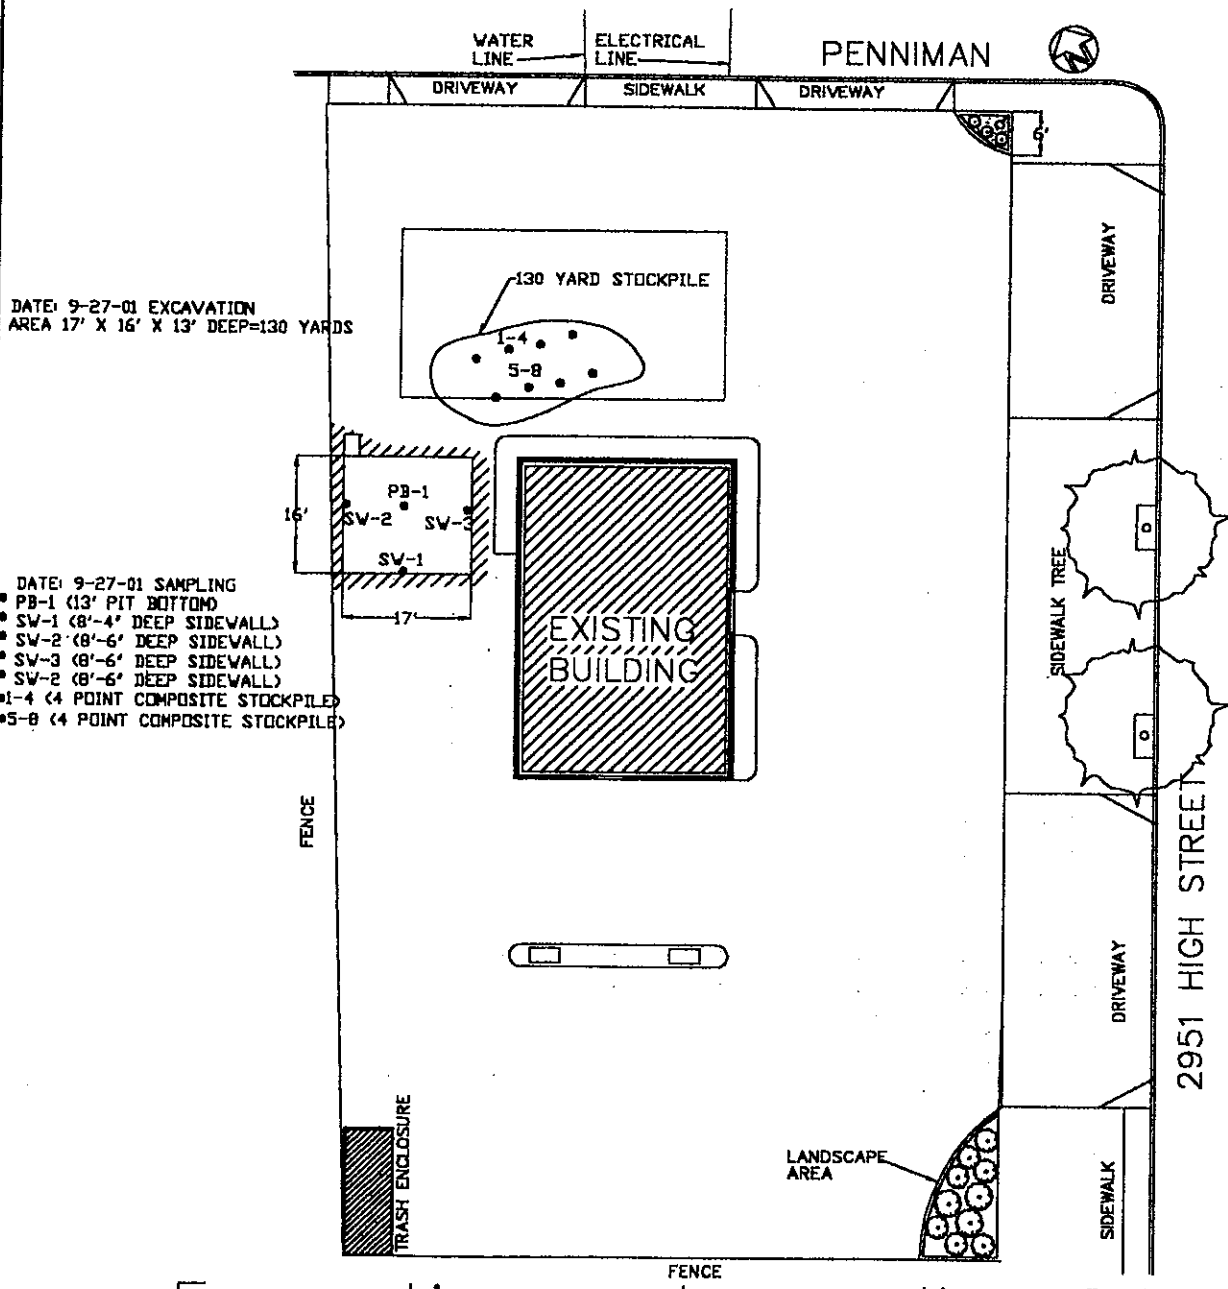 WATER
LINE
ELECTRICAL
LINE
PENNIMAN
DRIVEWAY
SIDEWALK
DRIVEWAY
6'
DRIVEWAY
130 YARD STOCKPILE
DATE: 9-27-01 EXCAVATION
AREA 17' X 16' X 13' DEEP=130 YARDS
1-4
5-8
16'
PB-1
SW-2
SW-3
SW-1
17'
DATE: 9-27-01 SAMPLING
PB-1 (13' PIT BOTTOM)
SW-1 (8'-4' DEEP SIDEWALL)
SW-2 (8'-6' DEEP SIDEWALL)
SW-3 (8'-6' DEEP SIDEWALL)
SW-2 (8'-6' DEEP SIDEWALL)
1-4 (4 POINT COMPOSITE STOCKPILE)
5-8 (4 POINT COMPOSITE STOCKPILE)
EXISTING
BUILDING
SIDEWALK TREE
FENCE
2951 HIGH STREET
DRIVEWAY
TRASH ENCLOSURE
LANDSCAPE
AREA
SIDEWALK
FENCE